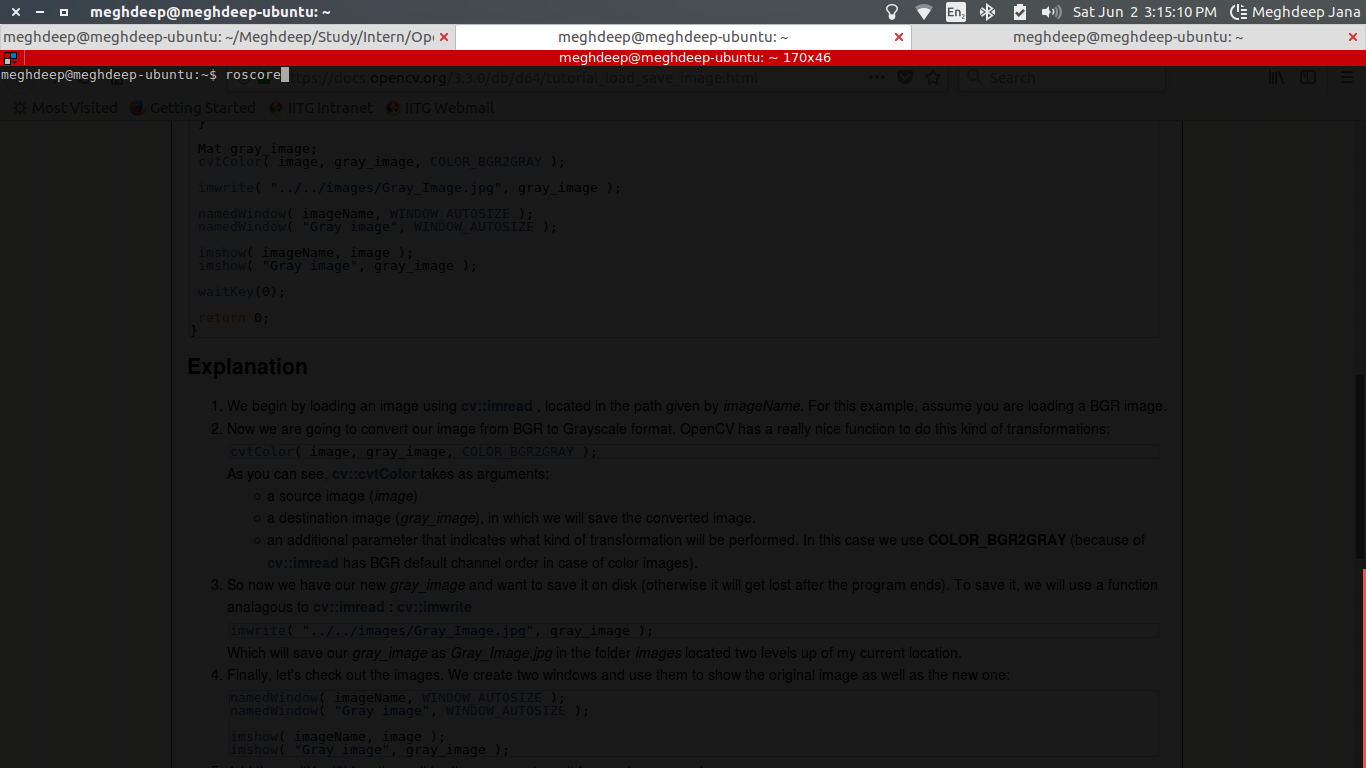 meghdeep@meghdeep-ubuntu: ~
En2
Sat Jun 2 3:15:10 PM
Meghdeep Jana
meghdeep@meghdeep-ubuntu: ~/Meghdeep/Study/Intern/Op
meghdeep@meghdeep-ubuntu: ~
meghdeep@meghdeep-ubuntu: ~
meghdeep@meghdeep-ubuntu: ~ 170x46
meghdeep@meghdeep-ubuntu:~$ roscore
ttps://docs.opencv.org/3.3.0/db/d64/tutorial_load_save_image.html
Search
Most Visited Getting Started IITG Intranet IITG Webmail
}
Mat gray_image;
cvtColor( image, gray_image, COLOR_BGR2GRAY );
imwrite( "../../images/Gray_Image.jpg", gray_image );
namedWindow( imageName, WINDOW_AUTOSIZE );
namedWindow( "Gray image", WINDOW_AUTOSIZE );
imshow( imageName, image );
imshow( "Gray image", gray_image );
waitKey(0);
return 0;
}
Explanation
1. We begin by loading an image using cv::imread , located in the path given by imageName. For this example, assume you are loading a BGR image.
2. Now we are going to convert our image from BGR to Grayscale format. OpenCV has a really nice function to do this kind of transformations:
cvtColor( image, gray_image, COLOR_BGR2GRAY );
As you can see, cv::cvtColor takes as arguments:
○ a source image (image)
○ a destination image (gray_image), in which we will save the converted image.
○ an additional parameter that indicates what kind of transformation will be performed. In this case we use COLOR_BGR2GRAY (because of
cv::imread has BGR default channel order in case of color images).
3. So now we have our new gray_image and want to save it on disk (otherwise it will get lost after the program ends). To save it, we will use a function
analagous to cv::imread : cv::imwrite
imwrite( "../../images/Gray_Image.jpg", gray_image );
Which will save our gray_image as Gray_Image.jpg in the folder images located two levels up of my current location.
4. Finally, let's check out the images. We create two windows and use them to show the original image as well as the new one:
namedWindow( imageName, WINDOW_AUTOSIZE );
namedWindow( "Gray image", WINDOW_AUTOSIZE );
imshow( imageName, image );
imshow( "Gray image", gray_image );